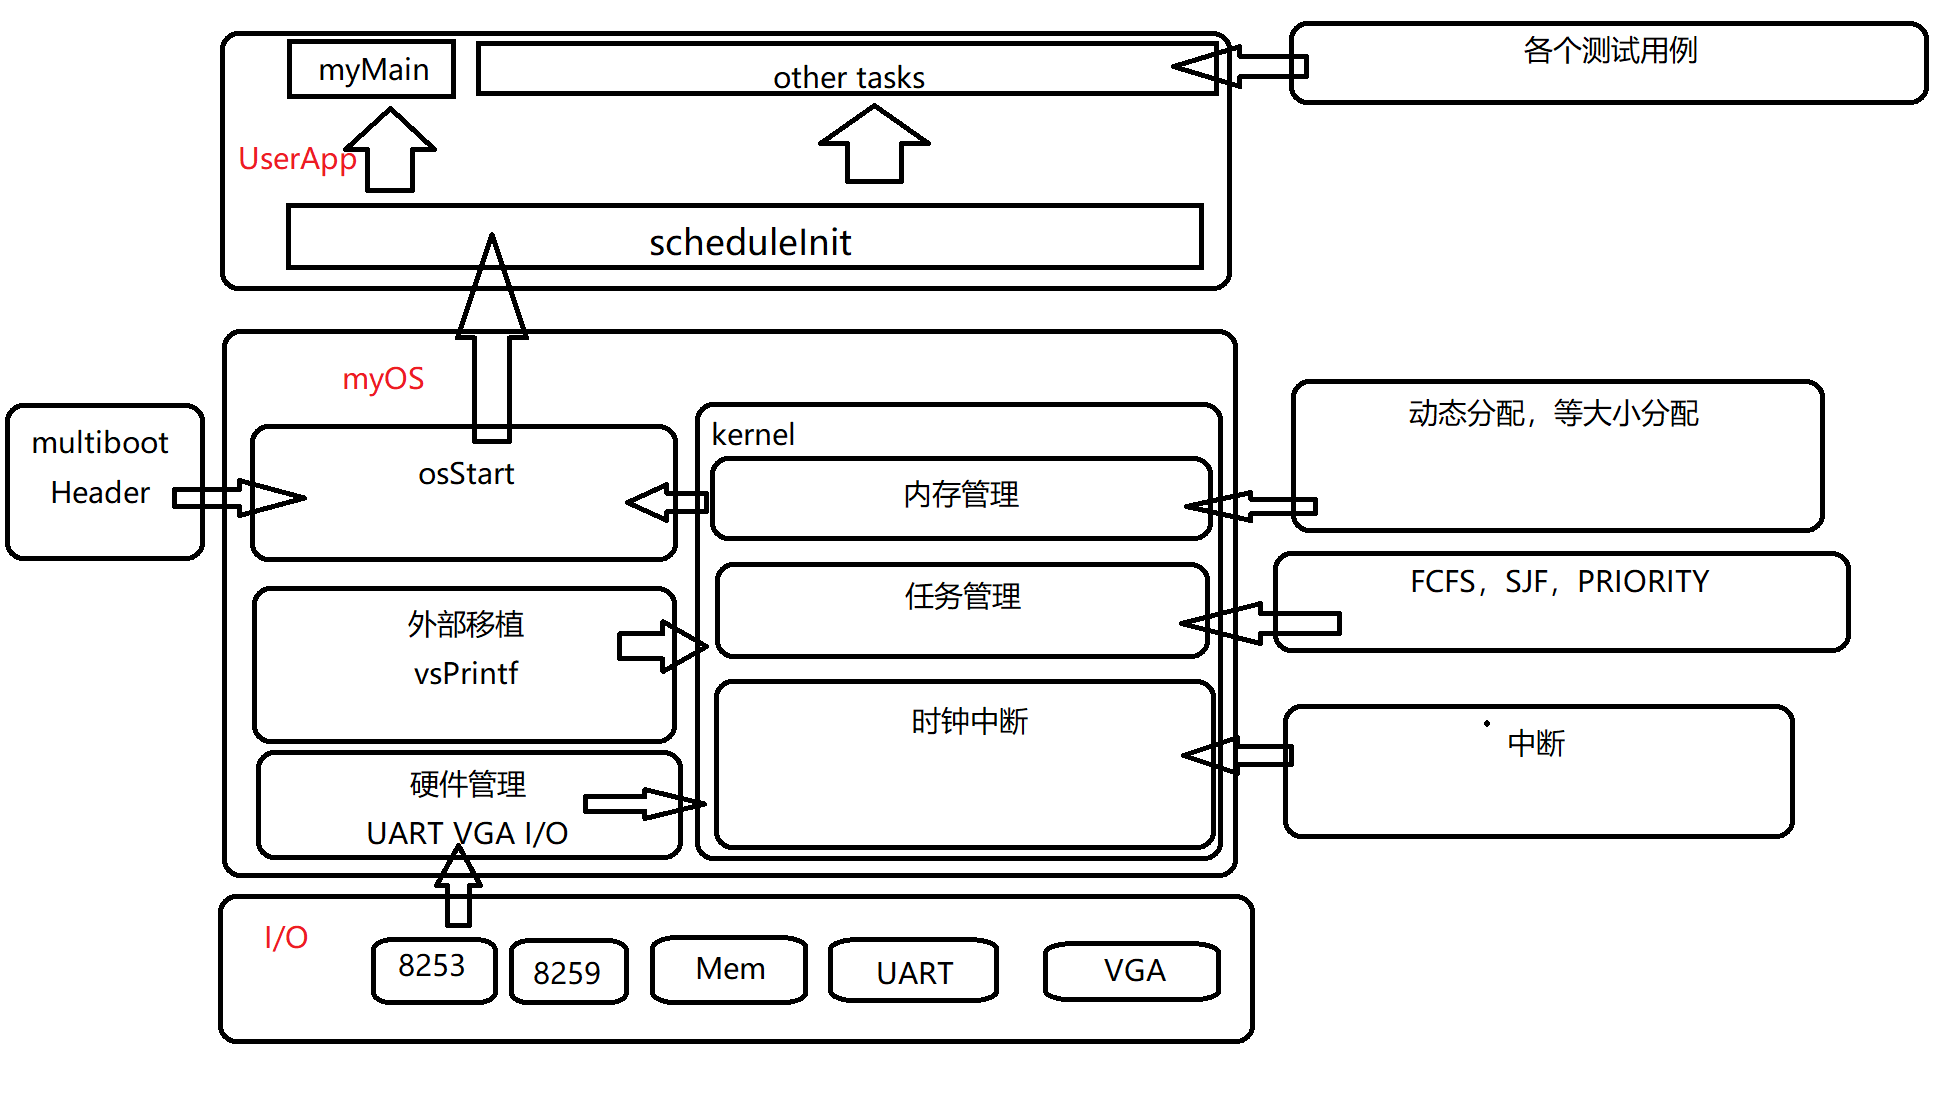 myMain
other tasks
各个测试用例
UserApp
scheduleInit
myOS
multiboot
Header
osStart
kernel
内存管理
动态分配，等大小分配
外部移植
vsPrintf
任务管理
FCFS，SJF，PRIORITY
时钟中断
中断
硬件管理
UART VGA I/O
I/O
8253
8259
Mem
UART
VGA